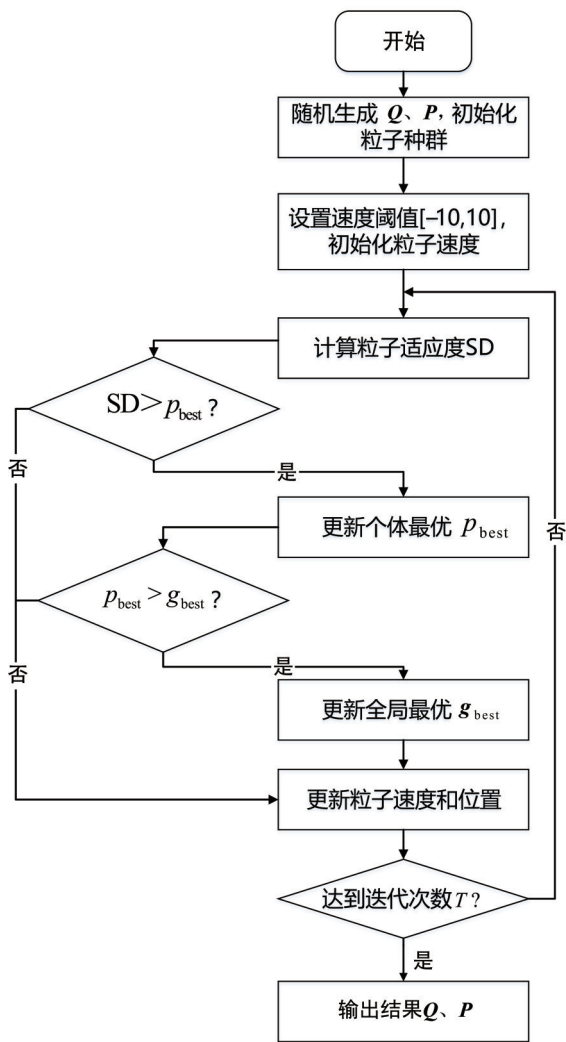 开始
随机生成 Q、P, 初始化
粒子种群
设置速度阈值[–10,10],
初始化粒子速度
计算粒子适应度SD
SD＞pbest？
否
是
更新个体最优 pbest
否
pbest＞gbest？
否
是
更新全局最优 gbest
更新粒子速度和位置
达到迭代次数T？
是
输出结果Q、P